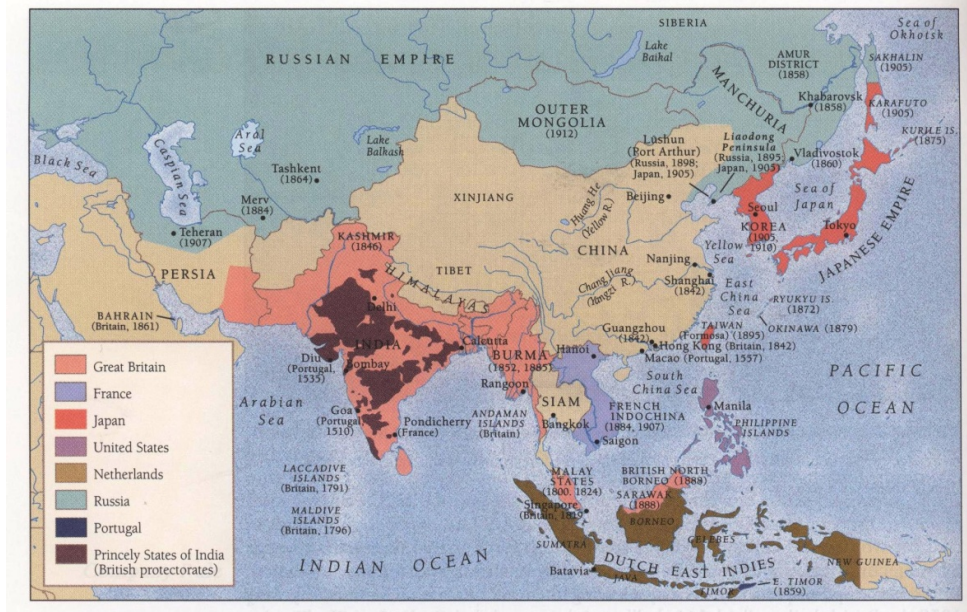 SIBERIA
Sea of
Okhotsk
RUSSIAN EMPIRE
Lake
Baikal
AMUR
DISTRICT
(1858)
SAKHALIN
(1905)
MANCHURIA
Khabarovsk
(1858)
KARAFUTO
(1905)
OUTER
MONGOLIA
(1912)
KURILE IS.
(1875)
Aral
Sea
Lake
Balkash
Lüshun
(Port Arthur)
(Russia, 1898;
Japan, 1905)
Liaodong
Peninsula
(Russia, 1895;
Japan, 1905)
Vladivostok
(1860)
Black Sea
Caspian Sea
Tashkent
(1864)
Merv
(1884)
XINJIANG
Beijing
Huang He
(Yellow R.)
Seoul
KOREA
(1905,
1910)
Sea of
Japan
Tokyo
JAPANESE EMPIRE
Teheran
(1907)
KASHMIR
(1846)
CHINA
Yellow
Sea
PERSIA
TIBET
HIMALAYAS
Nanjing
Chang Jiang
(Yangzi R.)
Shanghai
(1842)
East
China
Sea
RYUKYU IS.
(1872)
OKINAWA (1879)
BAHRAIN
(Britain, 1861)
Delhi
INDIA
Calcutta
BURMA
(1852, 1885)
Hanoi
Guangzhou
(1842)
TAIWAN
(Formosa) (1895)
Hong Kong (Britain, 1842)
Macao (Portugal, 1557)
Diu
(Portugal,
1535)
Bombay
Rangoon
SIAM
Bangkok
South
China Sea
PACIFIC
OCEAN
Arabian
Sea
Goa
(Portugal
1510)
Pondicherry
(France)
ANDAMAN
ISLANDS
(Britain)
FRENCH
INDOCHINA
(1884, 1907)
Saigon
Manila
PHILIPPINE
ISLANDS
LACCADIVE
ISLANDS
(Britain, 1791)
MALDIVE
ISLANDS
(Britain, 1796)
MALAY
STATES
(1800, 1824)
Singapore
(Britain, 1819)
BRITISH NORTH
BORNEO (1888)
SARAWAK
(1888)
BORNEO
CELEBES
SUMATRA
INDIAN OCEAN
DUTCH EAST INDIES
Batavia
JAVA
TIMOR
E. TIMOR
(1859)
NEW GUINEA
Great Britain
France
Japan
United States
Netherlands
Russia
Portugal
Princely States of India
(British protectorates)